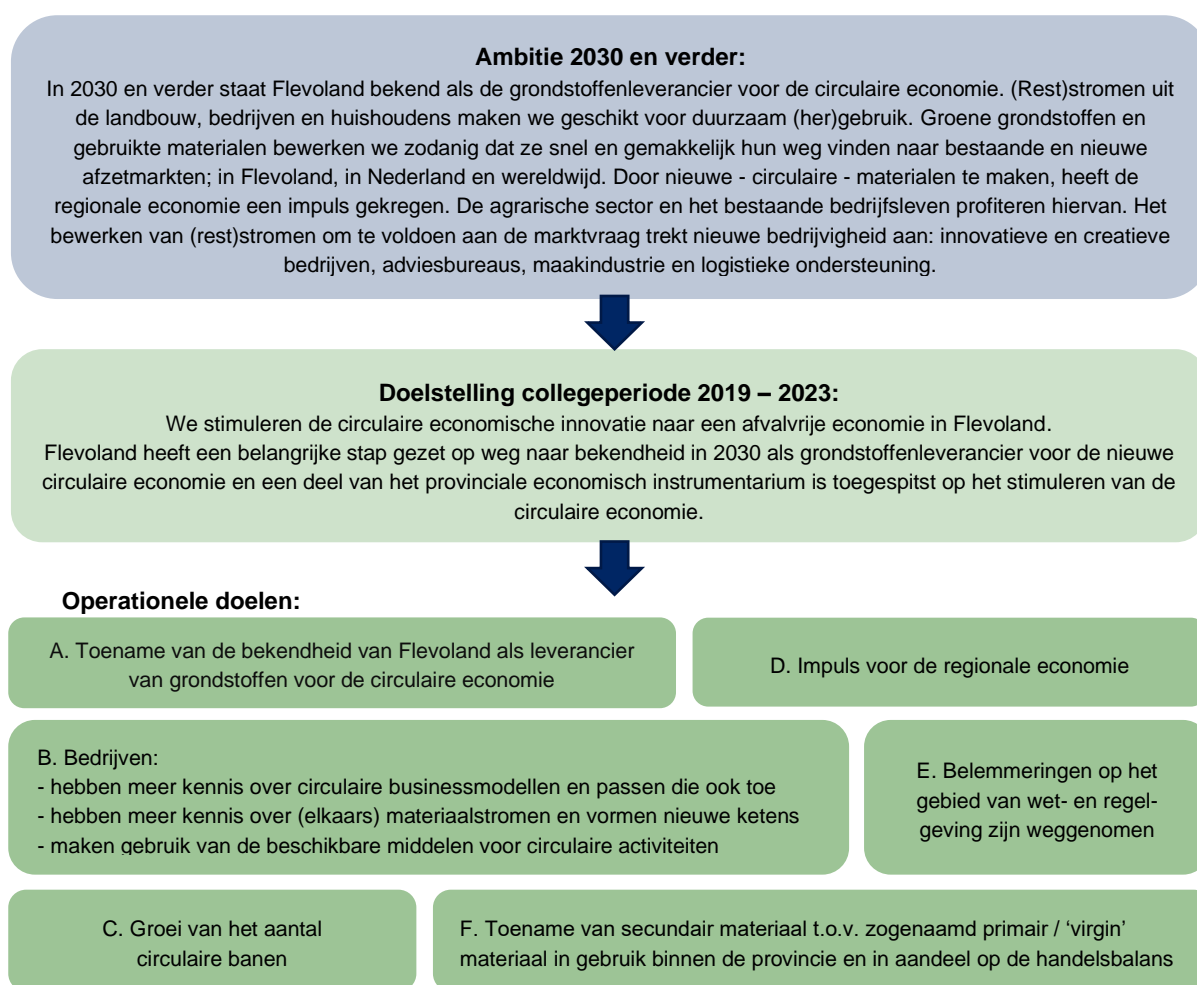 Ambitie 2030 en verder:
In 2030 en verder staat Flevoland bekend als de grondstoffenleverancier voor de circulaire economie. (Rest)stromen uit
de landbouw, bedrijven en huishoudens maken we geschikt voor duurzaam (her)gebruik. Groene grondstoffen en
gebruikte materialen bewerken we zodanig dat ze snel en gemakkelijk hun weg vinden naar bestaande en nieuwe
afzetmarkten; in Flevoland, in Nederland en wereldwijd. Door nieuwe - circulaire - materialen te maken, heeft de
regionale economie een impuls gekregen. De agrarische sector en het bestaande bedrijfsleven profiteren hiervan. Het
bewerken van (rest)stromen om te voldoen aan de marktvraag trekt nieuwe bedrijvigheid aan: innovatieve en creatieve
bedrijven, adviesbureaus, maakindustrie en logistieke ondersteuning.
Doelstelling collegeperiode 2019 – 2023:
We stimuleren de circulaire economische innovatie naar een afvalvrije economie in Flevoland.
Flevoland heeft een belangrijke stap gezet op weg naar bekendheid in 2030 als grondstoffenleverancier voor de nieuwe
circulaire economie en een deel van het provinciale economisch instrumentarium is toegespitst op het stimuleren van de
circulaire economie.
Operationele doelen:
A. Toename van de bekendheid van Flevoland als leverancier
van grondstoffen voor de circulaire economie
D. Impuls voor de regionale economie
B. Bedrijven:
- hebben meer kennis over circulaire businessmodellen en passen die ook toe
- hebben meer kennis over (elkaars) materiaalstromen en vormen nieuwe ketens
- maken gebruik van de beschikbare middelen voor circulaire activiteiten
E. Belemmeringen op het
gebied van wet- en regel-
geving zijn weggenomen
C. Groei van het aantal
circulaire banen
F. Toename van secundair materiaal t.o.v. zogenaamd primair / ‘virgin’
materiaal in gebruik binnen de provincie en in aandeel op de handelsbalans